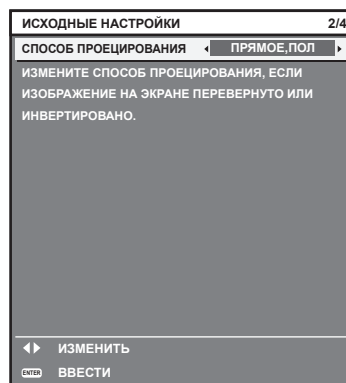 ИСХОДНЫЕ НАСТРОЙКИ 2/4
СПОСОБ ПРОЕЦИРОВАНИЯ ПРЯМОЕ,ПОЛ
ИЗМЕНИТЕ СПОСОБ ПРОЕЦИРОВАНИЯ, ЕСЛИ
ИЗОБРАЖЕНИЕ НА ЭКРАНЕ ПЕРЕВЕРНУТО ИЛИ
ИНВЕРТИРОВАНО.
ИЗМЕНИТЬ
ENTER ВВЕСТИ